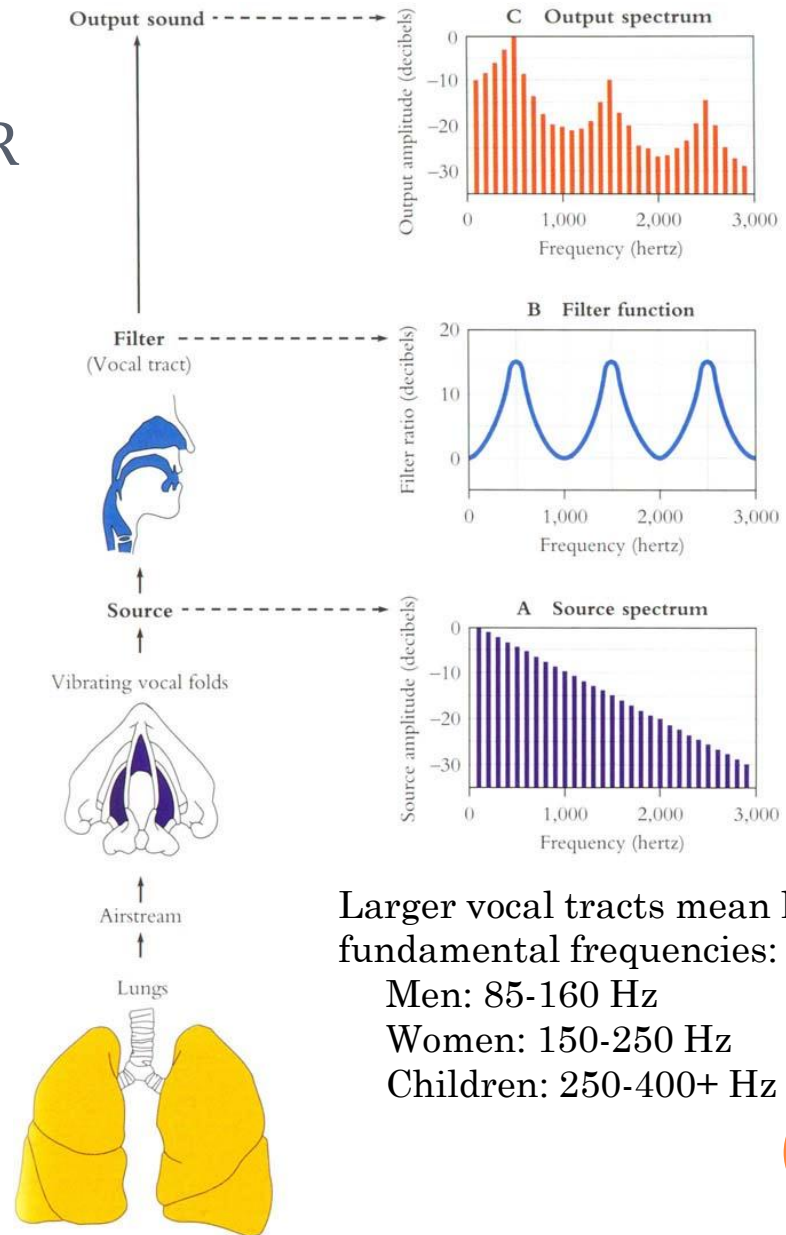 R
Output sound
C Output spectrum
Output amplitude (decibels)
0
−10
−20
−30
0 1,000 2,000 3,000
Frequency (hertz)
Filter
(Vocal tract)
B Filter function
Filter ratio (decibels)
20
10
0
0 1,000 2,000 3,000
Frequency (hertz)
Source
A Source spectrum
Source amplitude (decibels)
0
−10
−20
−30
0 1,000 2,000 3,000
Frequency (hertz)
Vibrating vocal folds
Airstream
Lungs
Larger vocal tracts mean
fundamental frequencies:
Men: 85-160 Hz
Women: 150-250 Hz
Children: 250-400+ Hz